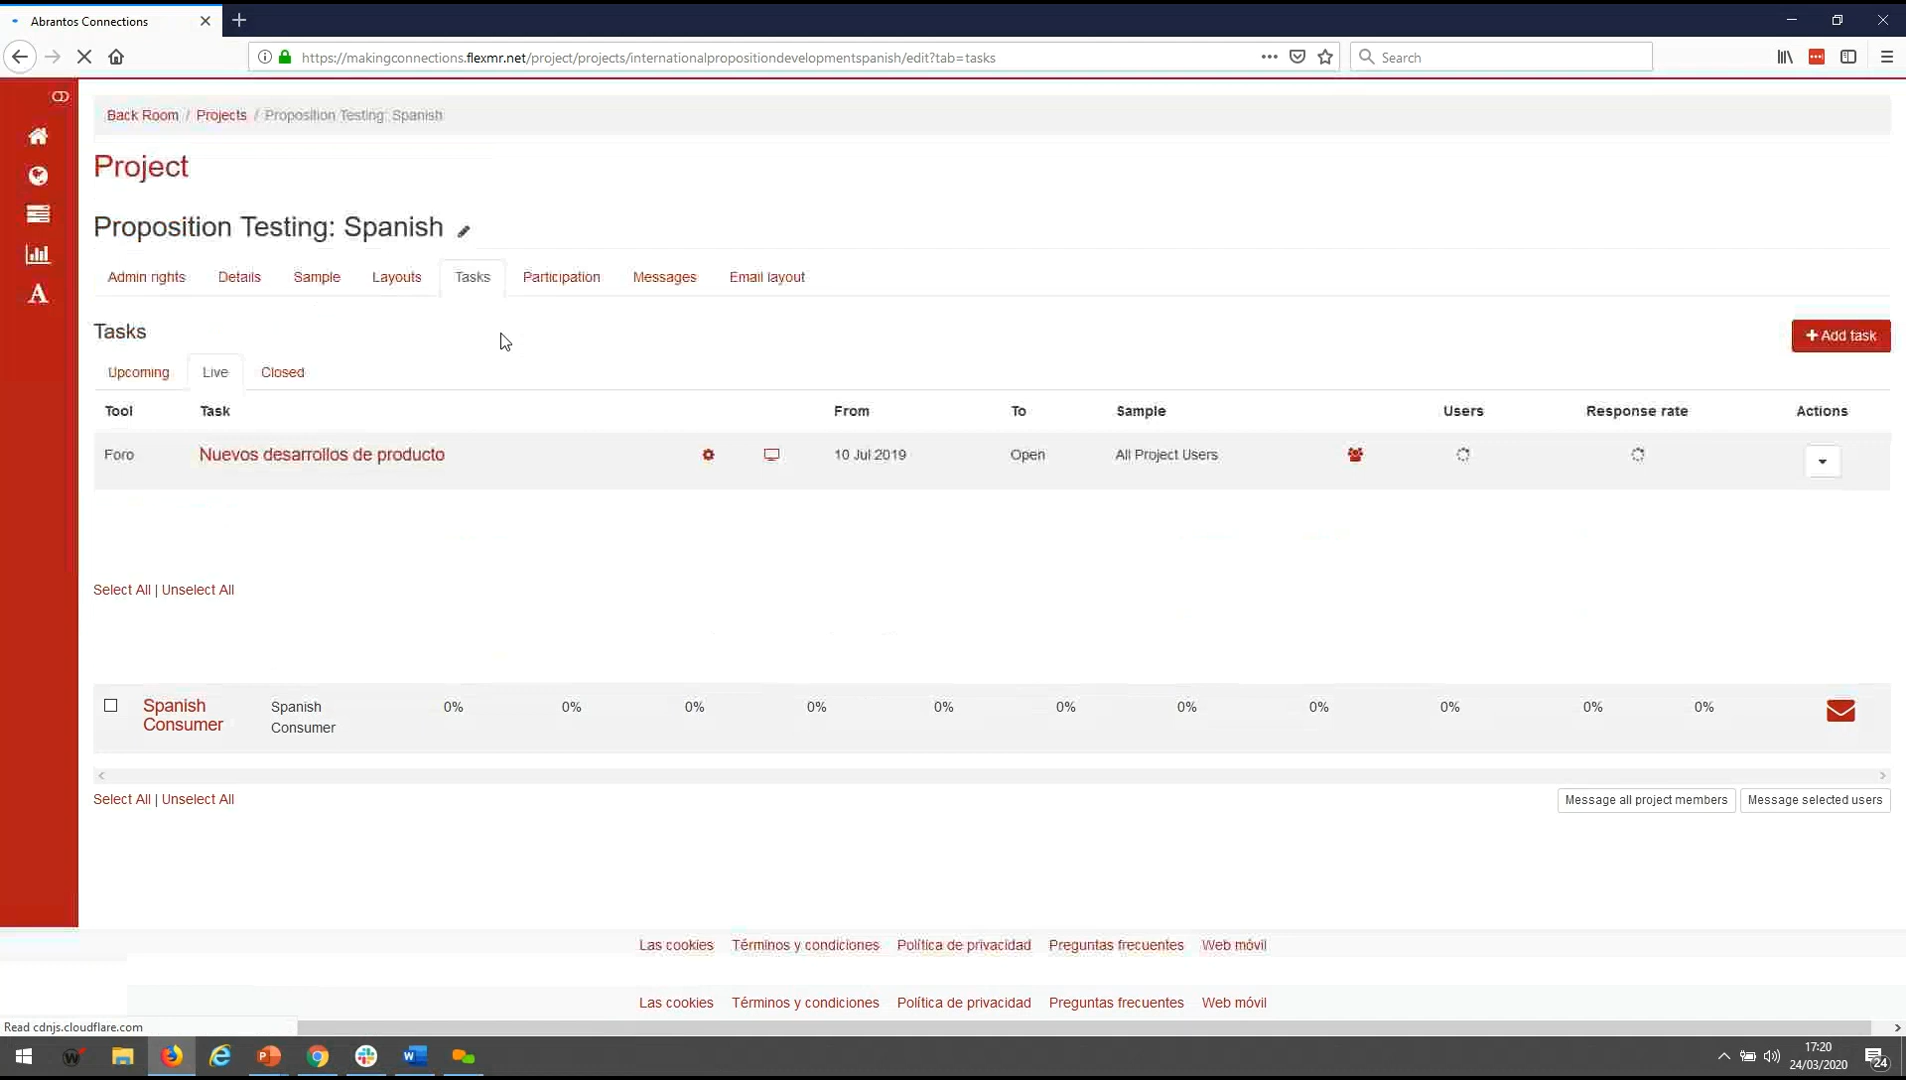 Abrantos Connections
https://makingconnections.flexmr.net/project/projects/internationalpropositiondevelopmentspanish/edit?tab=tasks
Search
Back Room / Projects / Proposition Testing: Spanish
Project
Proposition Testing: Spanish
Admin rights Details Sample Layouts Tasks Participation Messages Email layout
Tasks
+ Add task
Upcoming Live Closed
Tool Task From To Sample Users Response rate Actions
Foro Nuevos desarrollos de producto 10 Jul 2019 Open All Project Users
Select All | Unselect All
Spanish Spanish 0% 0% 0% 0% 0% 0% 0% 0% 0% 0% 0%
Consumer Consumer
Select All | Unselect All Message all project members Message selected users
Las cookies Términos y condiciones Política de privacidad Preguntas frecuentes Web móvil
Las cookies Términos y condiciones Política de privacidad Preguntas frecuentes Web móvil
Read cdnjs.cloudflare.com
17:20
24/03/2020
24